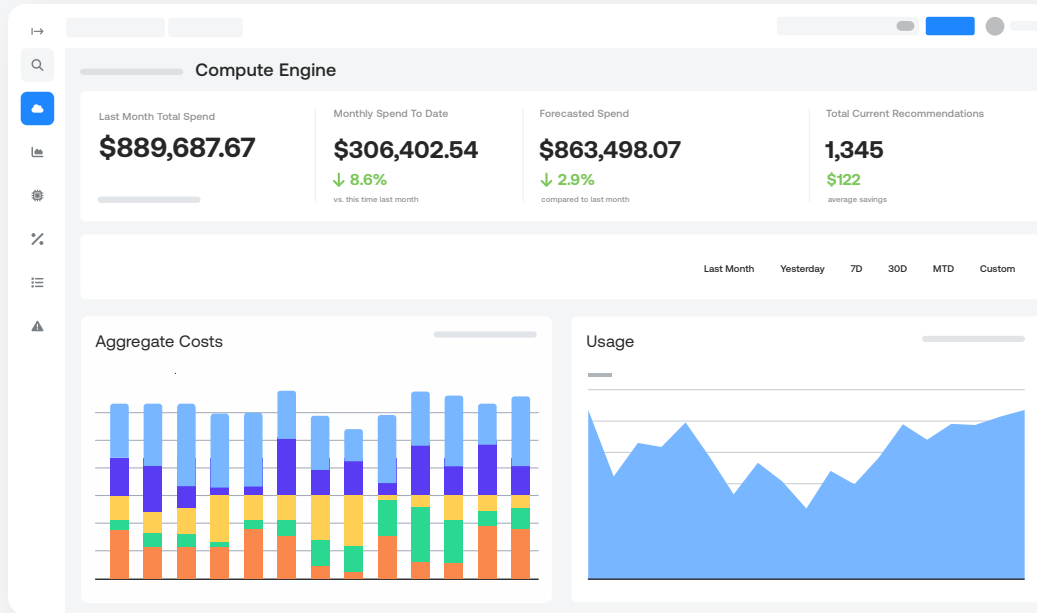 Compute Engine
Last Month Total Spend
$889,687.67
Monthly Spend To Date
$306,402.54
↓ 8.6%
vs. this time last month
Forecasted Spend
$863,498.07
↓ 2.9%
compared to last month
Total Current Recommendations
1,345
$122
average savings
Last Month Yesterday 7D 30D MTD Custom
Aggregate Costs
Usage